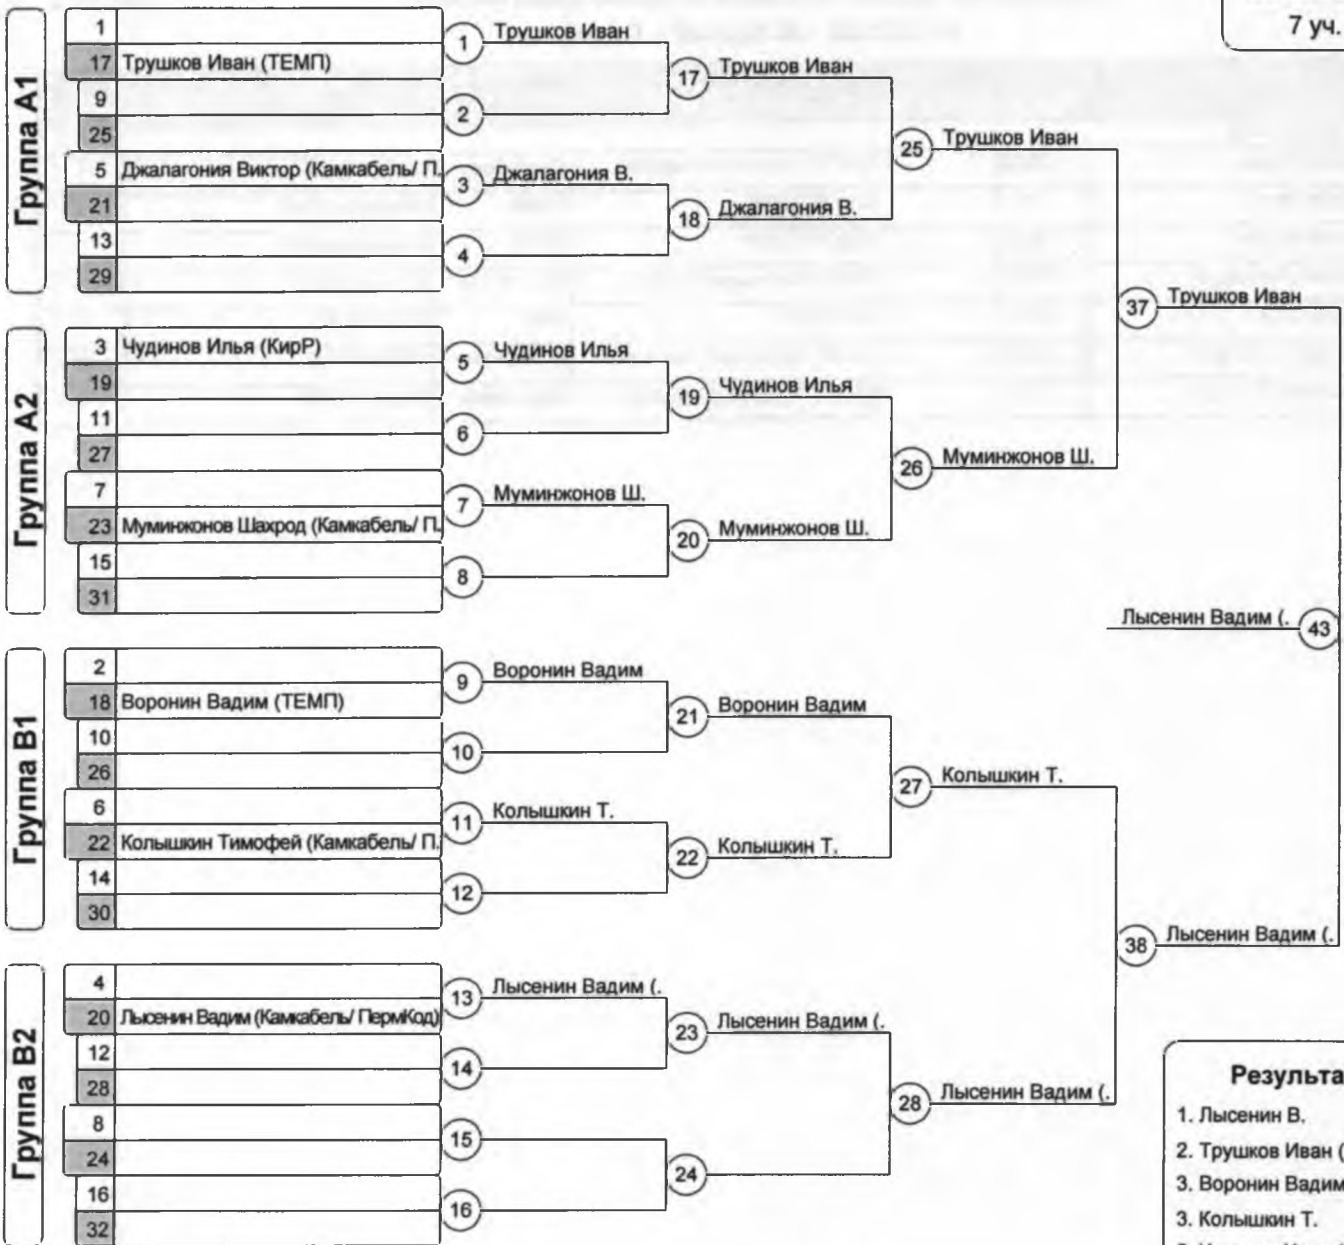 7 уч.
Группа A1
1
17 Трушков Иван (ТЕМП)
9
25
5 Джалагония Виктор (Камкабель/ П.
21
13
29
1 Трушков Иван
2
3 Джалагония В.
4
17 Трушков Иван
18 Джалагония В.
25 Трушков Иван
37 Трушков Иван
Группа A2
3 Чудинов Илья (КирР)
19
11
27
7
23 Муминжонов Шахрод (Камкабель/ П.
15
31
5 Чудинов Илья
6
7 Муминжонов Ш.
8
19 Чудинов Илья
20 Муминжонов Ш.
26 Муминжонов Ш.
Лысенин Вадим (. 43
Группа B1
2
18 Воронин Вадим (ТЕМП)
10
26
6
22 Колышкин Тимофей (Камкабель/ П.
14
30
9 Воронин Вадим
10
11 Колышкин Т.
12
21 Воронин Вадим
22 Колышкин Т.
27 Колышкин Т.
38 Лысенин Вадим (.
Группа B2
4
20 Лысенин Вадим (Камкабель/ ПермКод)
12
28
8
24
16
32
13 Лысенин Вадим (.
14
15
16
23 Лысенин Вадим (.
24
28 Лысенин Вадим (.
Результа
1. Лысенин В.
2. Трушков Иван (
3. Воронин Вадим
3. Колышкин Т.